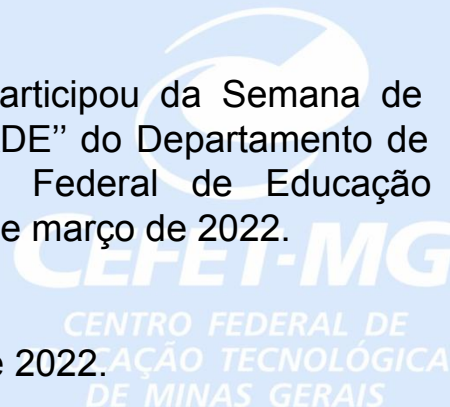 articipou da Semana de
DE” do Departamento de
Federal de Educação
e março de 2022.
CEFET-MG
CENTRO FEDERAL DE
e 2022.
AÇÃO TECNOLÓGICA
DE MINAS GERAIS